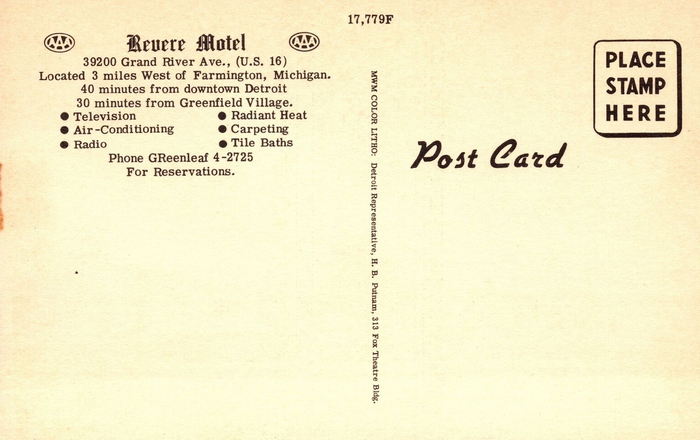 17,779F
AAA Revere Motel AAA
39200 Grand River Ave., (U.S. 16)
Located 3 miles West of Farmington, Michigan.
40 minutes from downtown Detroit
30 minutes from Greenfield Village.
● Television ● Radiant Heat
● Air-Conditioning ● Carpeting
● Radio ● Tile Baths
Phone GReenleaf 4-2725
For Reservations.
MWM COLOR LITHO: Detroit Representative, H. B. Putnam, 313 Fox Theatre Bldg.
Post Card
PLACE
STAMP
HERE